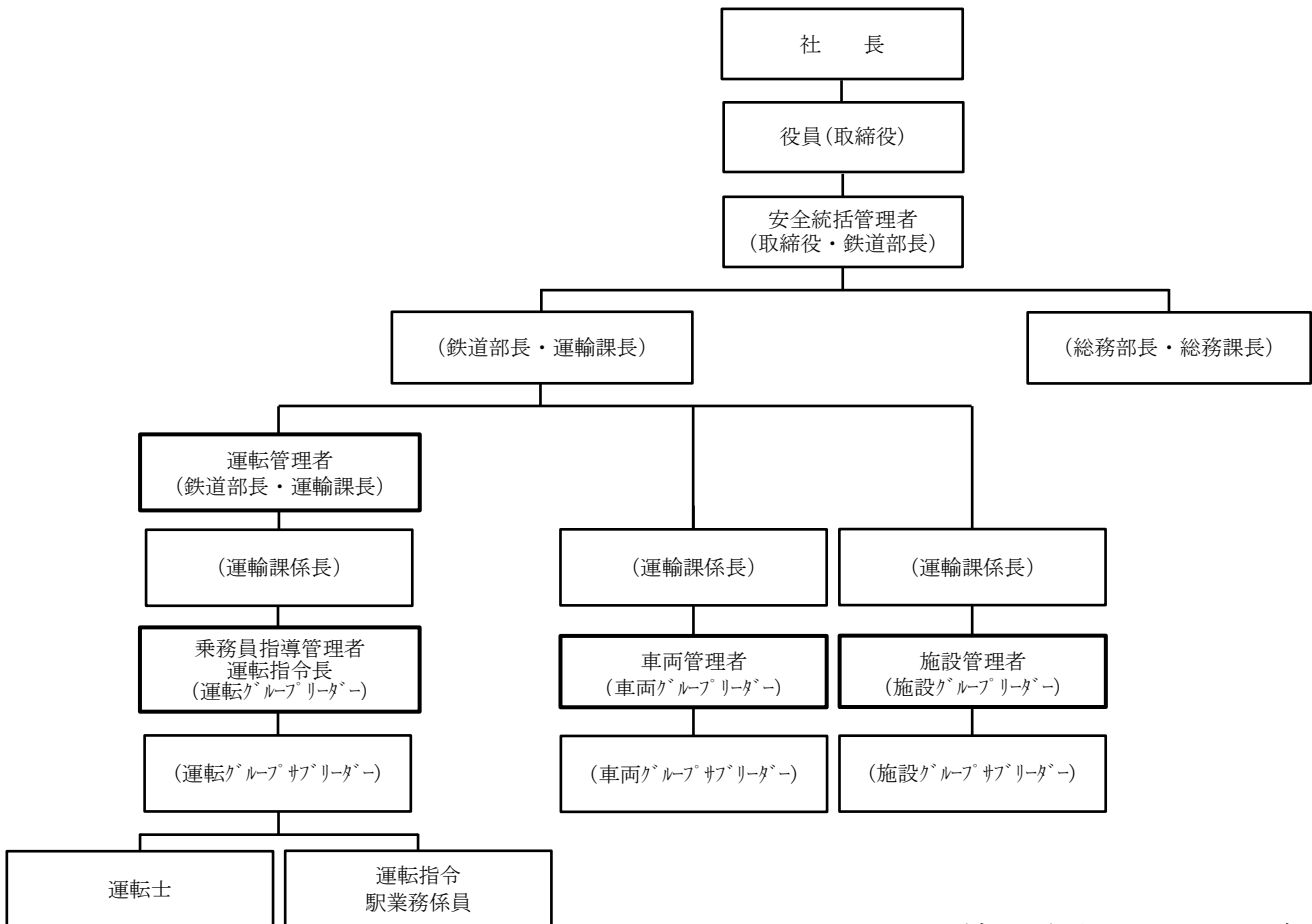 社　　長
役員(取締役)
安全統括管理者
(取締役・鉄道部長)
(鉄道部長・運輸課長)
(総務部長・総務課長)
運転管理者
(鉄道部長・運輸課長)
(運輸課係長)
(運輸課係長)
(運輸課係長)
乗務員指導管理者
運転指令長
(運転ｸﾞﾙｰﾌﾟﾘｰﾀﾞｰ)
車両管理者
(車両ｸﾞﾙｰﾌﾟﾘｰﾀﾞｰ)
施設管理者
(施設ｸﾞﾙｰﾌﾟﾘｰﾀﾞｰ)
(運転ｸﾞﾙｰﾌﾟｻﾌﾞﾘｰﾀﾞｰ)
(車両ｸﾞﾙｰﾌﾟｻﾌﾞﾘｰﾀﾞｰ)
(施設ｸﾞﾙｰﾌﾟｻﾌﾞﾘｰﾀﾞｰ)
運転士
運転指令
駅業務係員